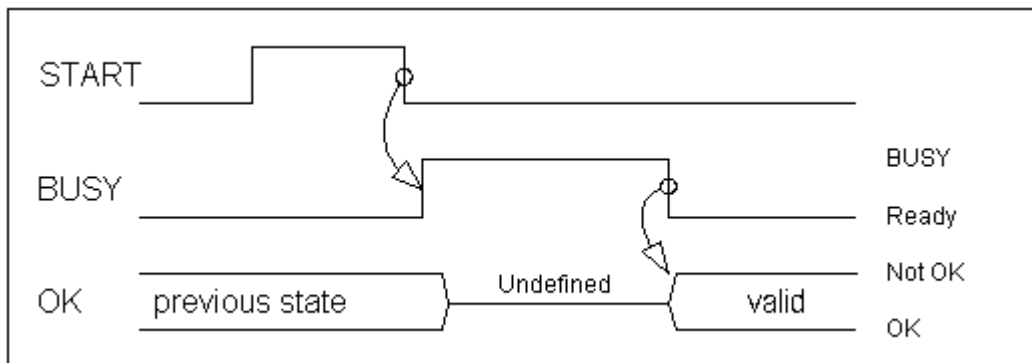 START
BUSY
BUSY
Ready
OK
previous state
Undefined
valid
Not OK
OK